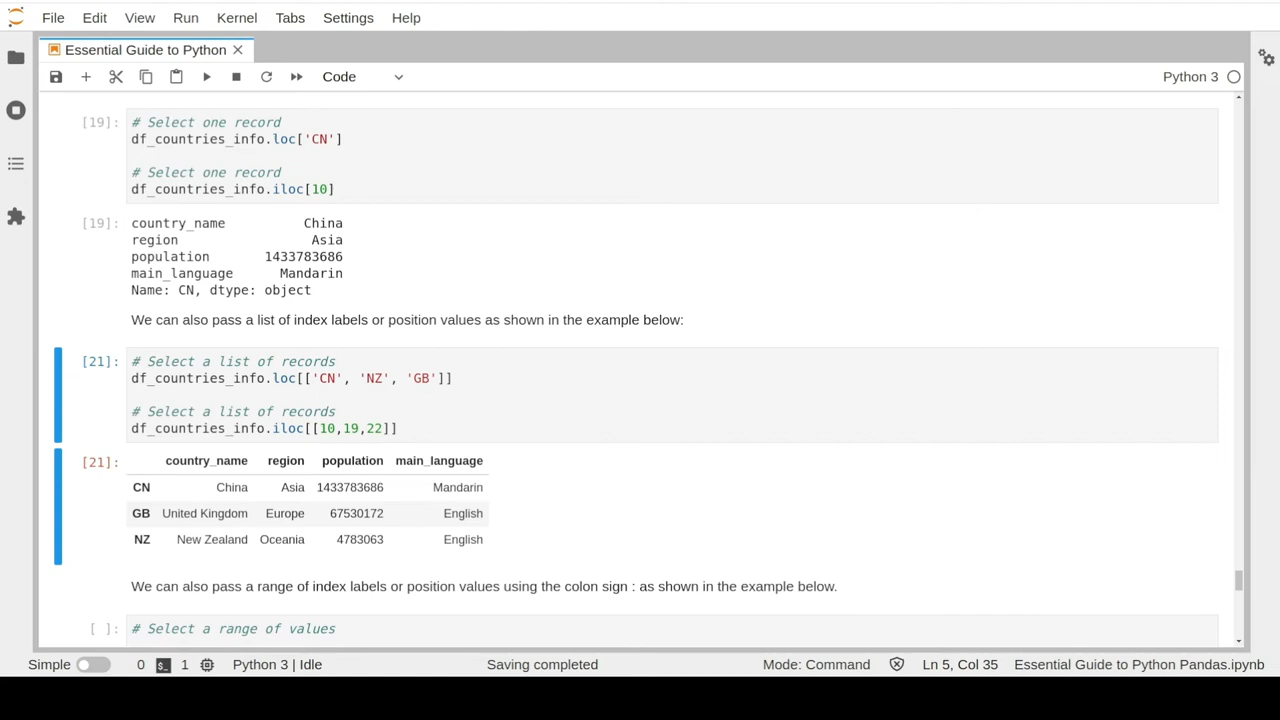 File Edit View Run Kernel Tabs Settings Help
Essential Guide to Python
Code
Python 3
[19]: # Select one record
df_countries_info.loc['CN']
# Select one record
df_countries_info.iloc[10]
[19]: country_name China
region Asia
population 1433783686
main_language Mandarin
Name: CN, dtype: object
We can also pass a list of index labels or position values as shown in the example below:
[21]: # Select a list of records
df_countries_info.loc[['CN', 'NZ', 'GB']]
# Select a list of records
df_countries_info.iloc[[10,19,22]]
[21]: country_name region population main_language
CN China Asia 1433783686 Mandarin
GB United Kingdom Europe 67530172 English
NZ New Zealand Oceania 4783063 English
We can also pass a range of index labels or position values using the colon sign : as shown in the example below.
[ ]: # Select a range of values
Simple 0 $_ 1 Python 3 | Idle Saving completed Mode: Command Ln 5, Col 35 Essential Guide to Python Pandas.ipynb